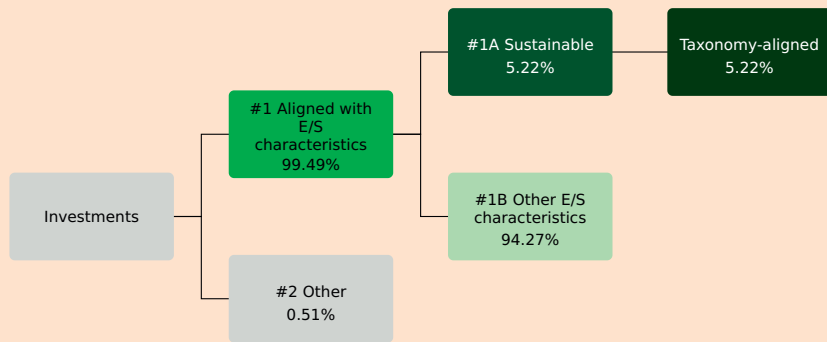 #1A Sustainable
5.22%
Taxonomy-aligned
5.22%
#1 Aligned with
E/S
characteristics
99.49%
Investments
#1B Other E/S
characteristics
94.27%
#2 Other
0.51%